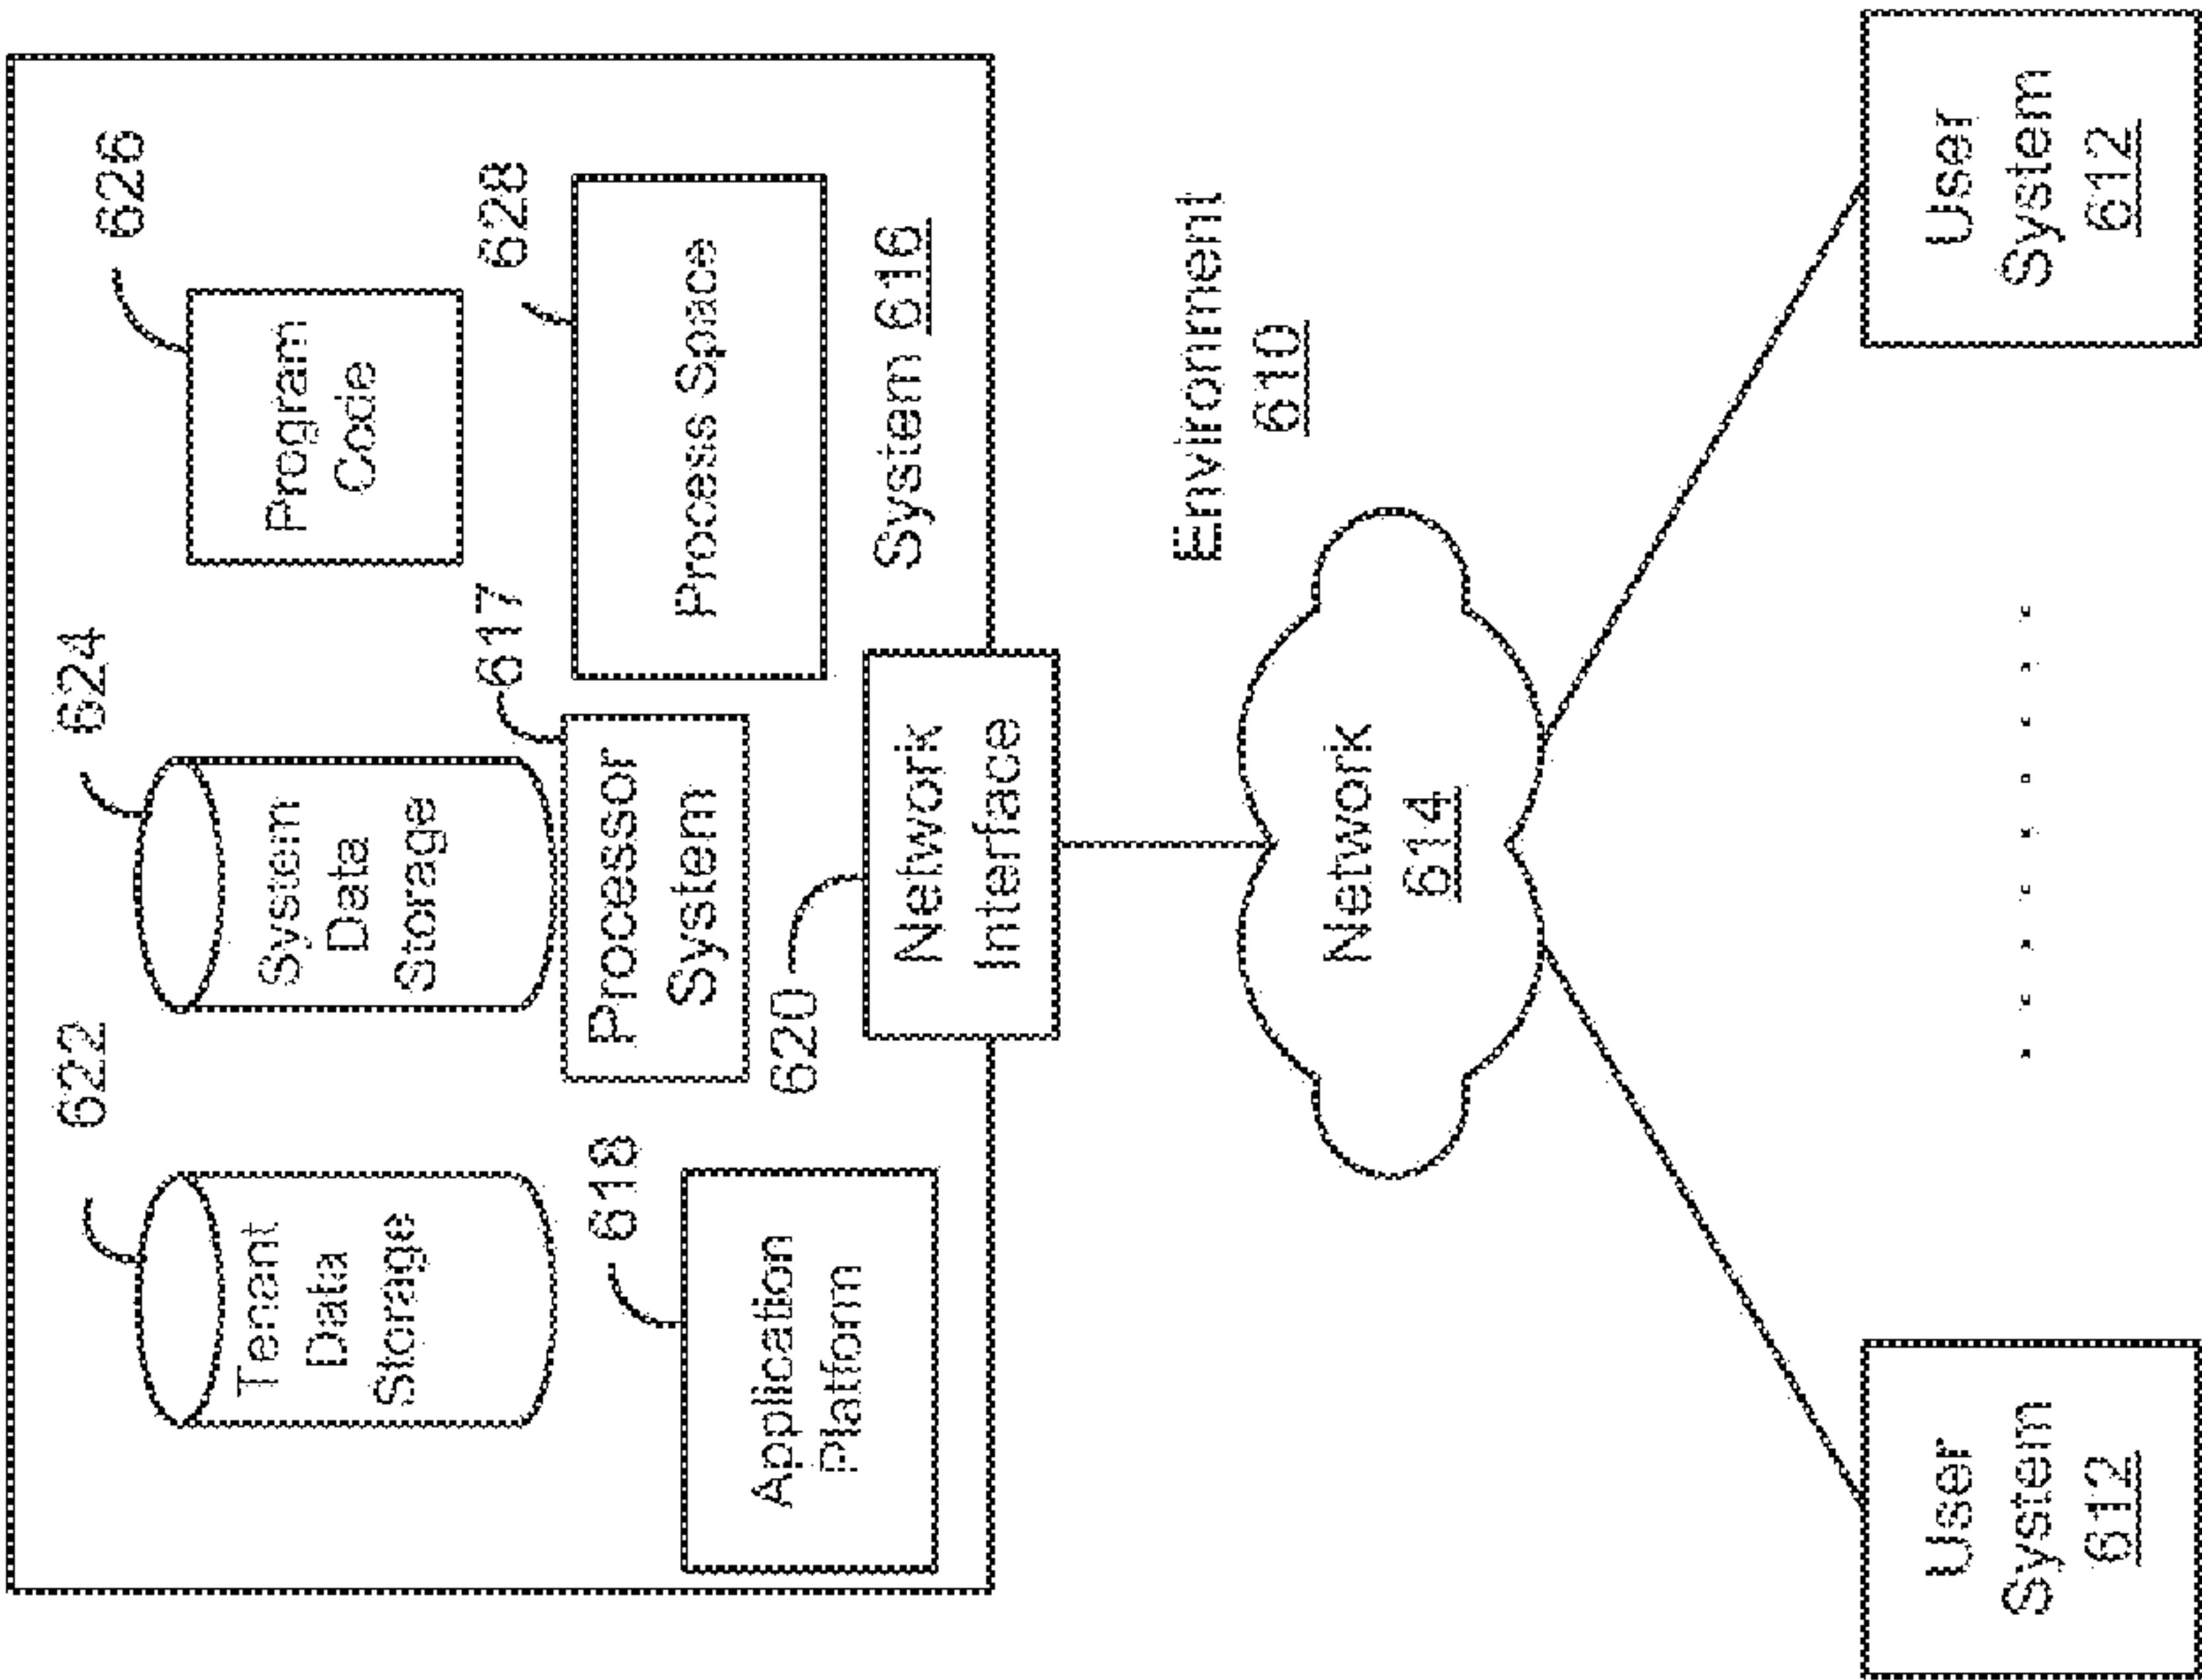 622
624
626
Tenant
Data
Storage
System
Data
Storage
Program
Code
618
617
628
Application
Platform
Processor
System
Process Space
620
Network
Interface
System 616
Environment
610
Network
614
User
System
612
User
System
612